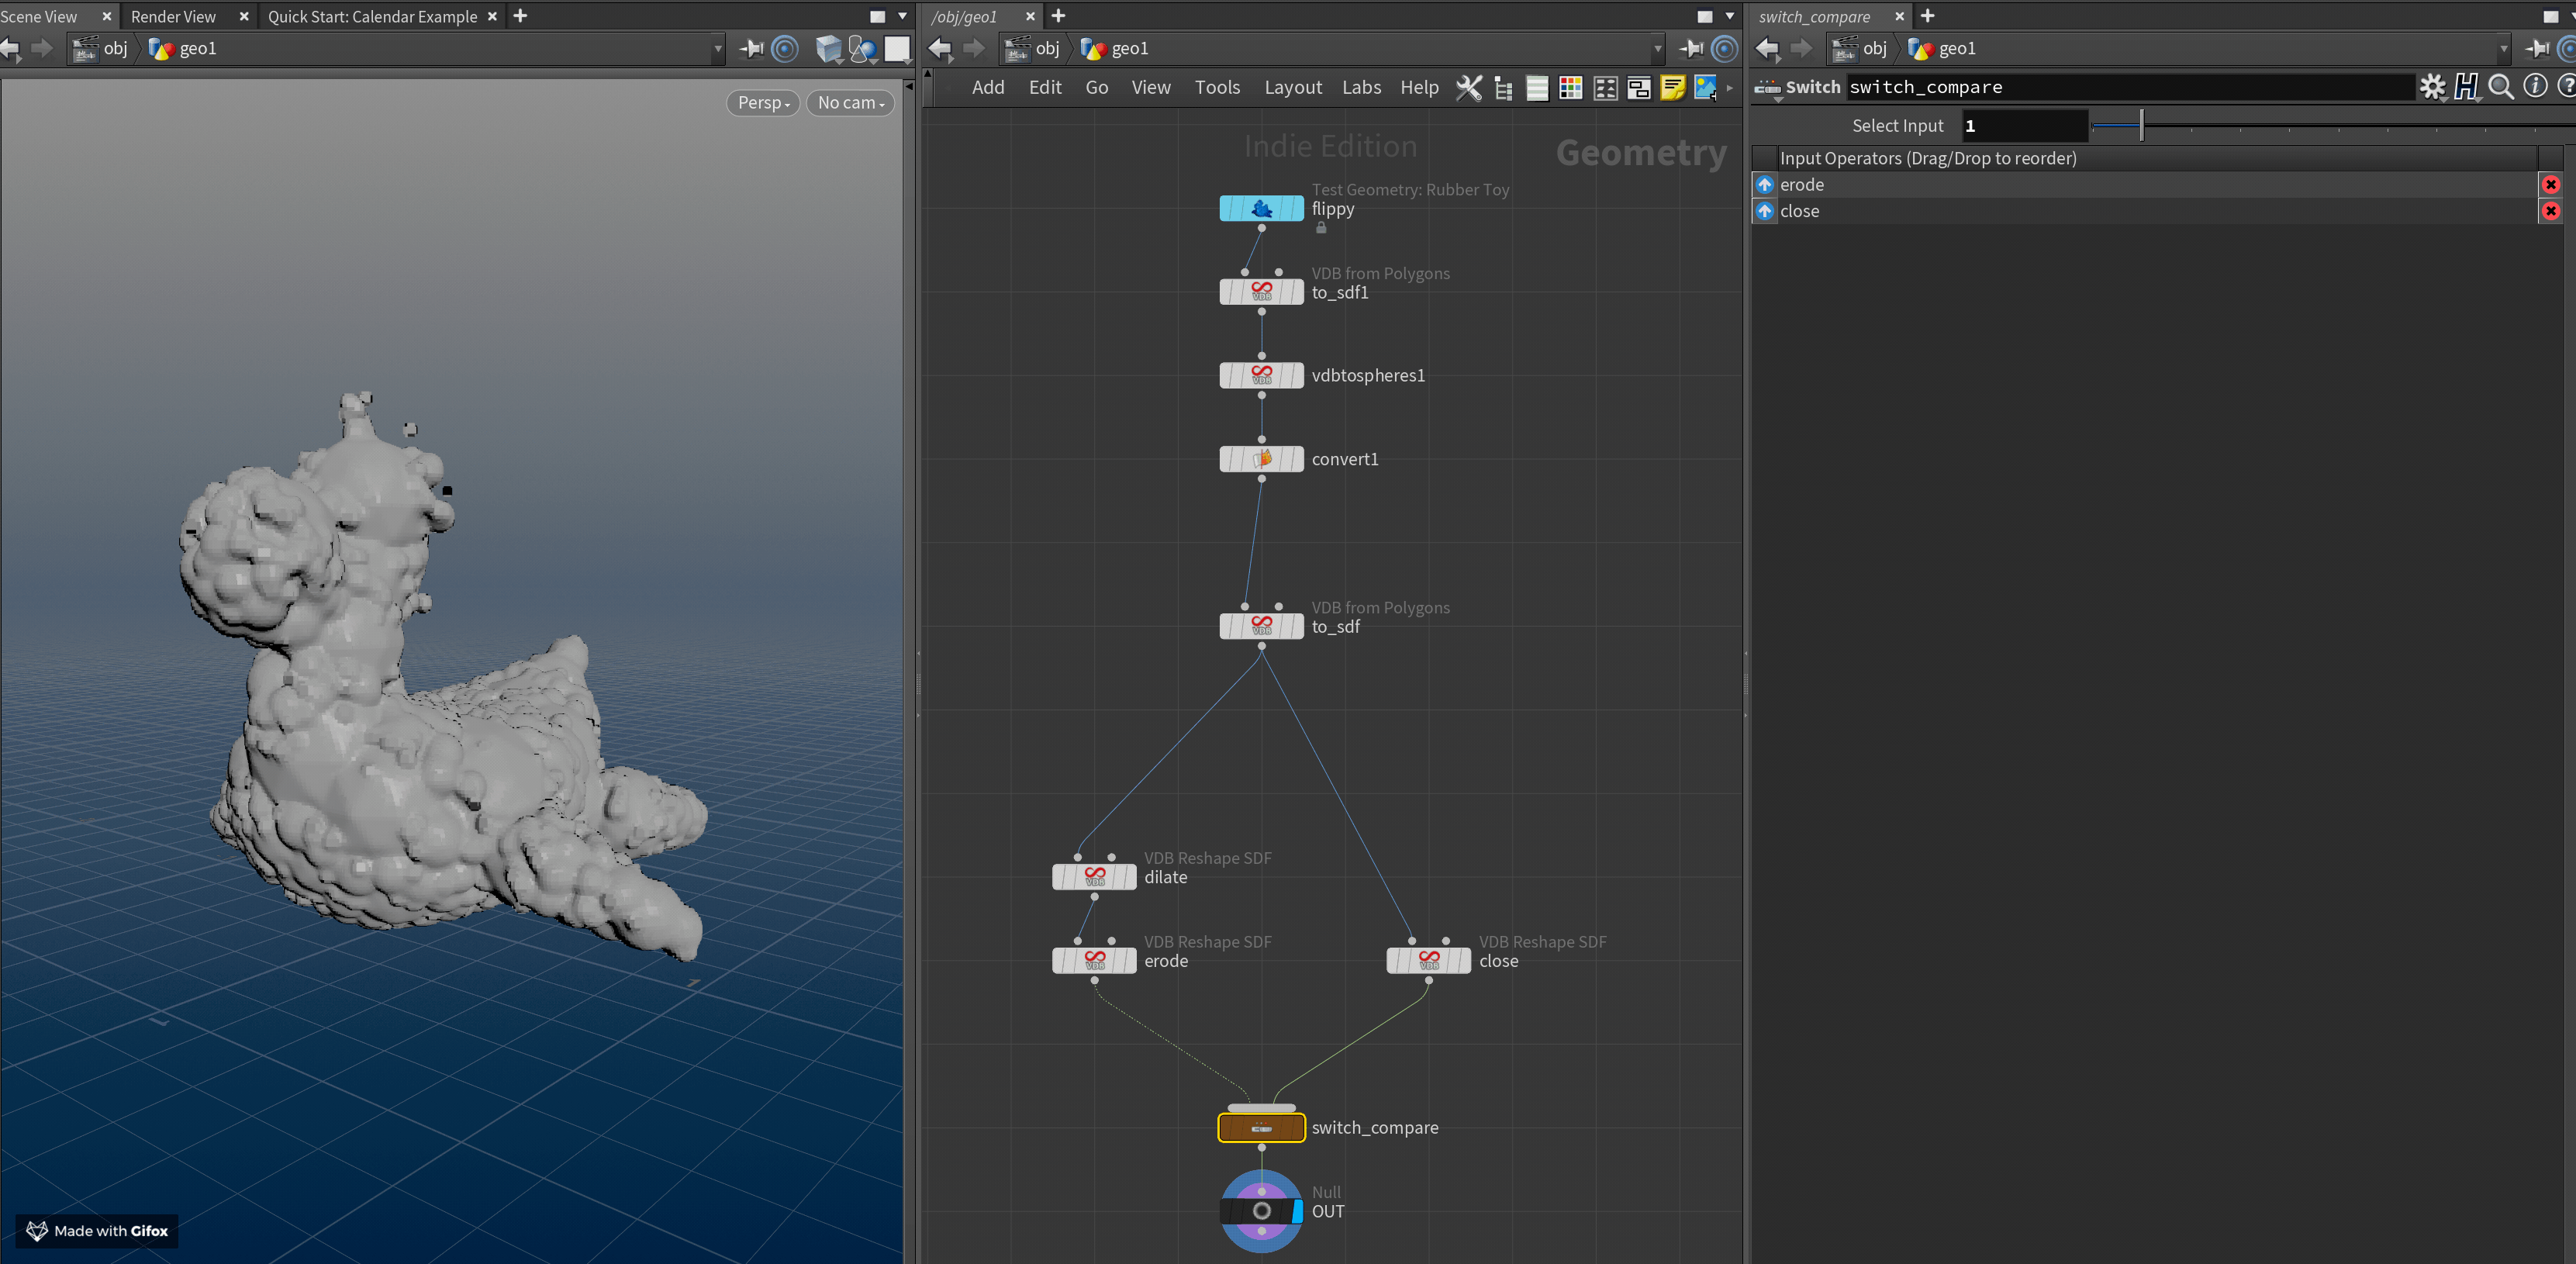 Scene View
Render View
Quick Start: Calendar Example
obj
geo1
Persp
No cam
Made with Gifox
/obj/geo1
obj
geo1
Add
Edit
Go
View
Tools
Layout
Labs
Help
Indie Edition
Geometry
Test Geometry: Rubber Toy
flippy
VDB from Polygons
to_sdf1
vdbtospheres1
convert1
VDB from Polygons
to_sdf
VDB Reshape SDF
dilate
VDB Reshape SDF
erode
VDB Reshape SDF
close
switch_compare
Null
OUT
switch_compare
obj
geo1
Switch
switch_compare
Select Input
1
Input Operators (Drag/Drop to reorder)
erode
close